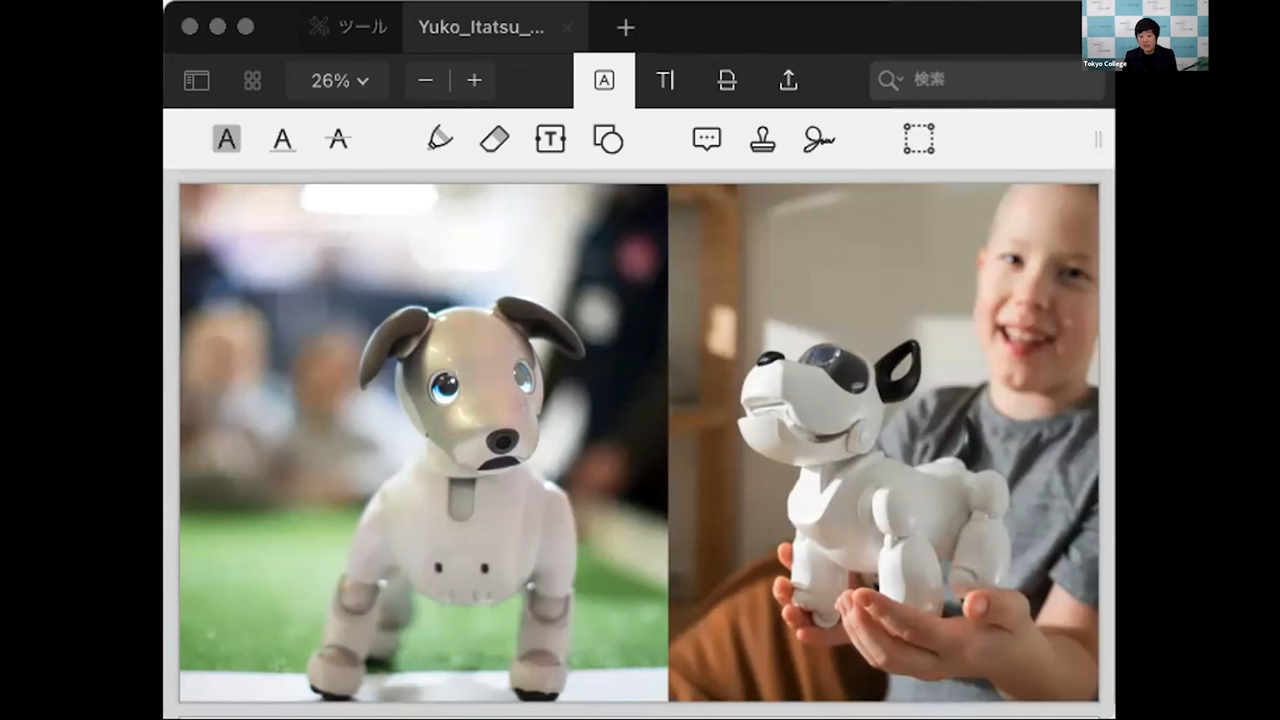 ツール
Yuko_Itatsu_...
26%
検索
Tokyo College